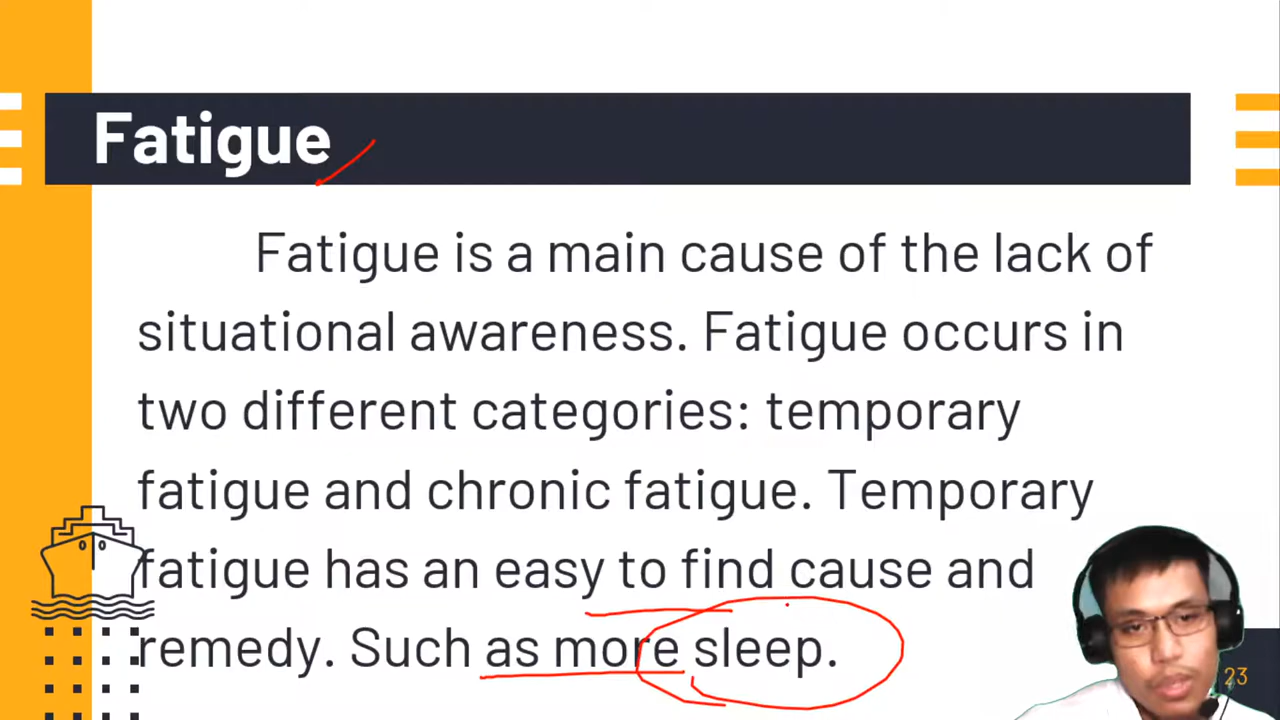 Fatigue
Fatigue is a main cause of the lack of
situational awareness. Fatigue occurs in
two different categories: temporary
fatigue and chronic fatigue. Temporary
fatigue has an easy to find cause and
remedy. Such as more sleep.
23